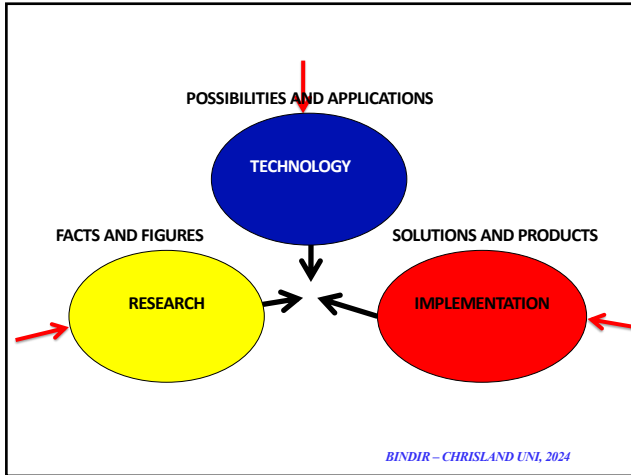 POSSIBILITIES AND APPLICATIONS
TECHNOLOGY
FACTS AND FIGURES
SOLUTIONS AND PRODUCTS
RESEARCH
IMPLEMENTATION
BINDIR – CHRISLAND UNI, 2024